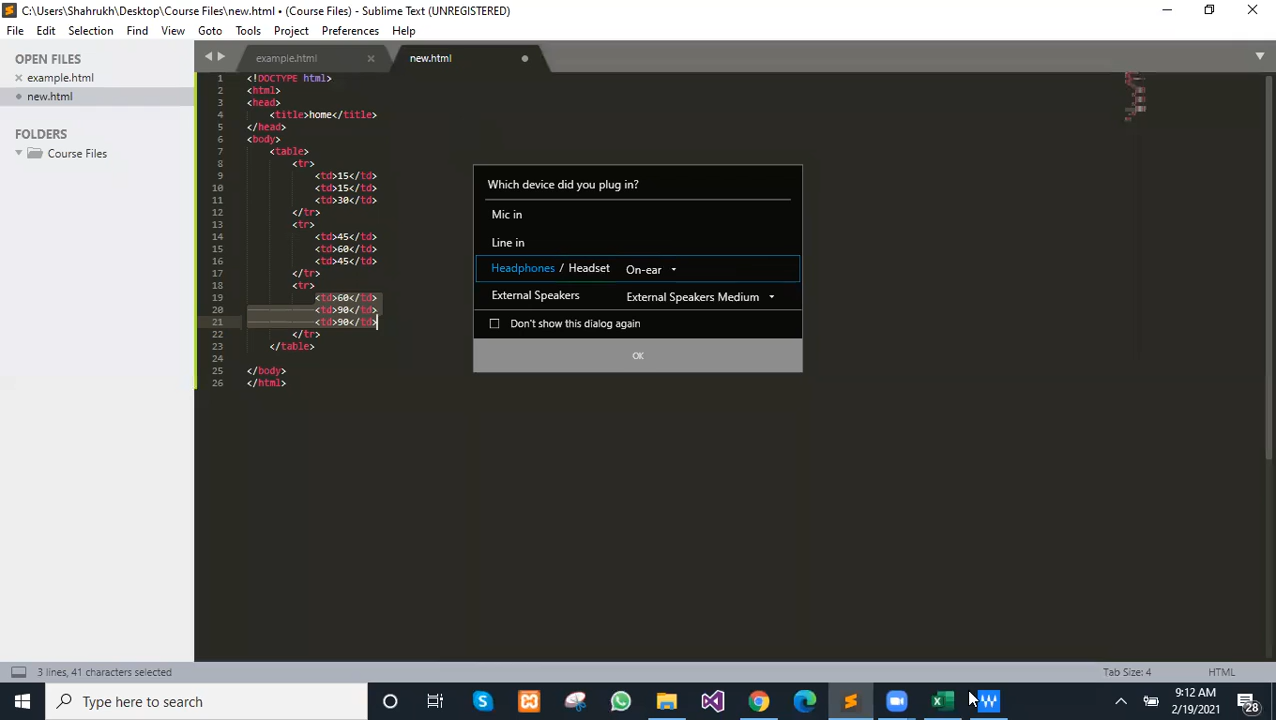 C:\Users\Shahrukh\Desktop\Course Files\new.html • (Course Files) - Sublime Text (UNREGISTERED)
File Edit Selection Find View Goto Tools Project Preferences Help
OPEN FILES
example.html
new.html
FOLDERS
Course Files
example.html
new.html
1 <!DOCTYPE html>
2 <html>
3 <head>
4 <title>home</title>
5 </head>
6 <body>
7 <table>
8 <tr>
9 <td>15</td>
10 <td>15</td>
11 <td>30</td>
12 </tr>
13 <tr>
14 <td>45</td>
15 <td>60</td>
16 <td>45</td>
17 </tr>
18 <tr>
19 <td>60</td>
20 <td>90</td>
21 <td>90</td>
22 </tr>
23 </table>
24
25 </body>
26 </html>
Which device did you plug in?
Mic in
Line in
Headphones / Headset On-ear
External Speakers External Speakers Medium
Don't show this dialog again
OK
3 lines, 41 characters selected
Tab Size: 4
HTML
Type here to search
9:12 AM
2/19/2021
28